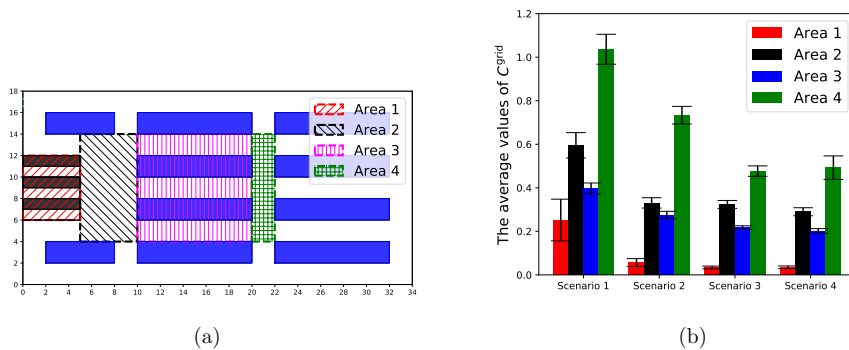 18
16
14
12
10
8
6
4
2
0
0 2 4 6 8 10 12 14 16 18 20 22 24 26 28 30 32 34
Area 1
Area 2
Area 3
Area 4
(a)
The average values of C^grid
1.2
1.0
0.8
0.6
0.4
0.2
0.0
Scenario 1 Scenario 2 Scenario 3 Scenario 4
Area 1
Area 2
Area 3
Area 4
(b)